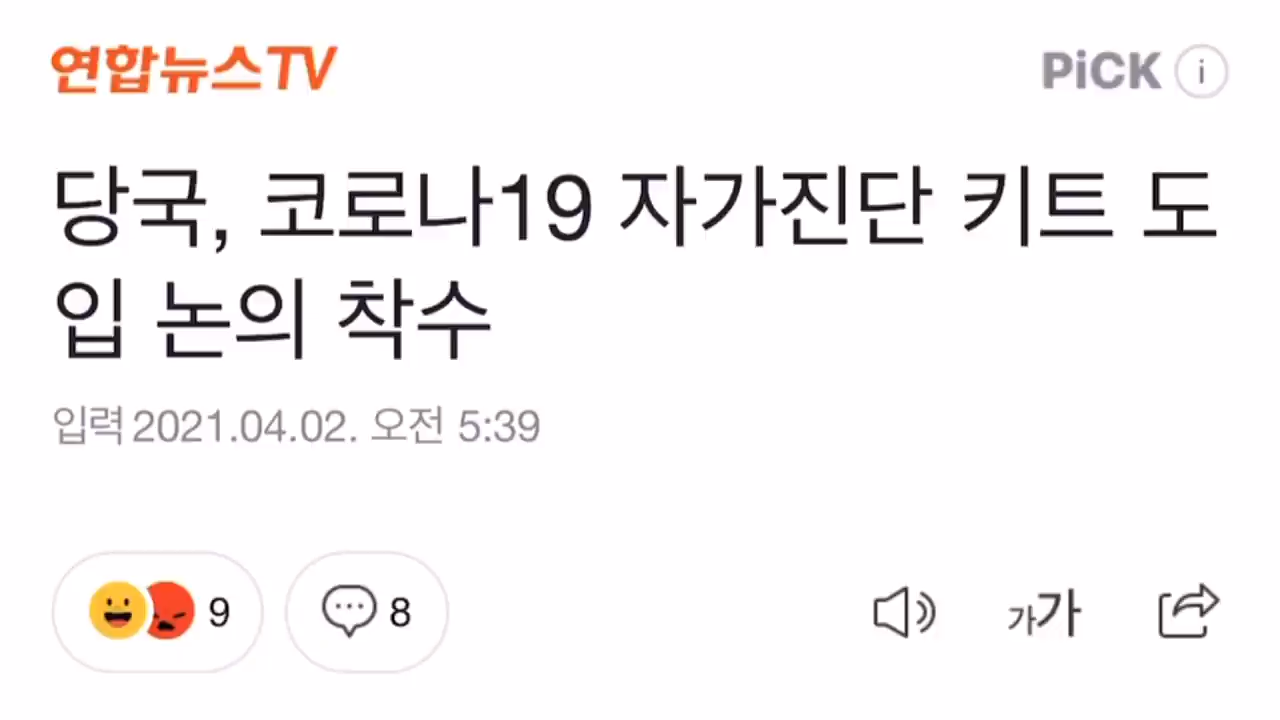 연합뉴스TV
PiCK i
당국, 코로나19 자가진단 키트 도
입 논의 착수
입력 2021.04.02. 오전 5:39
9
8
가가